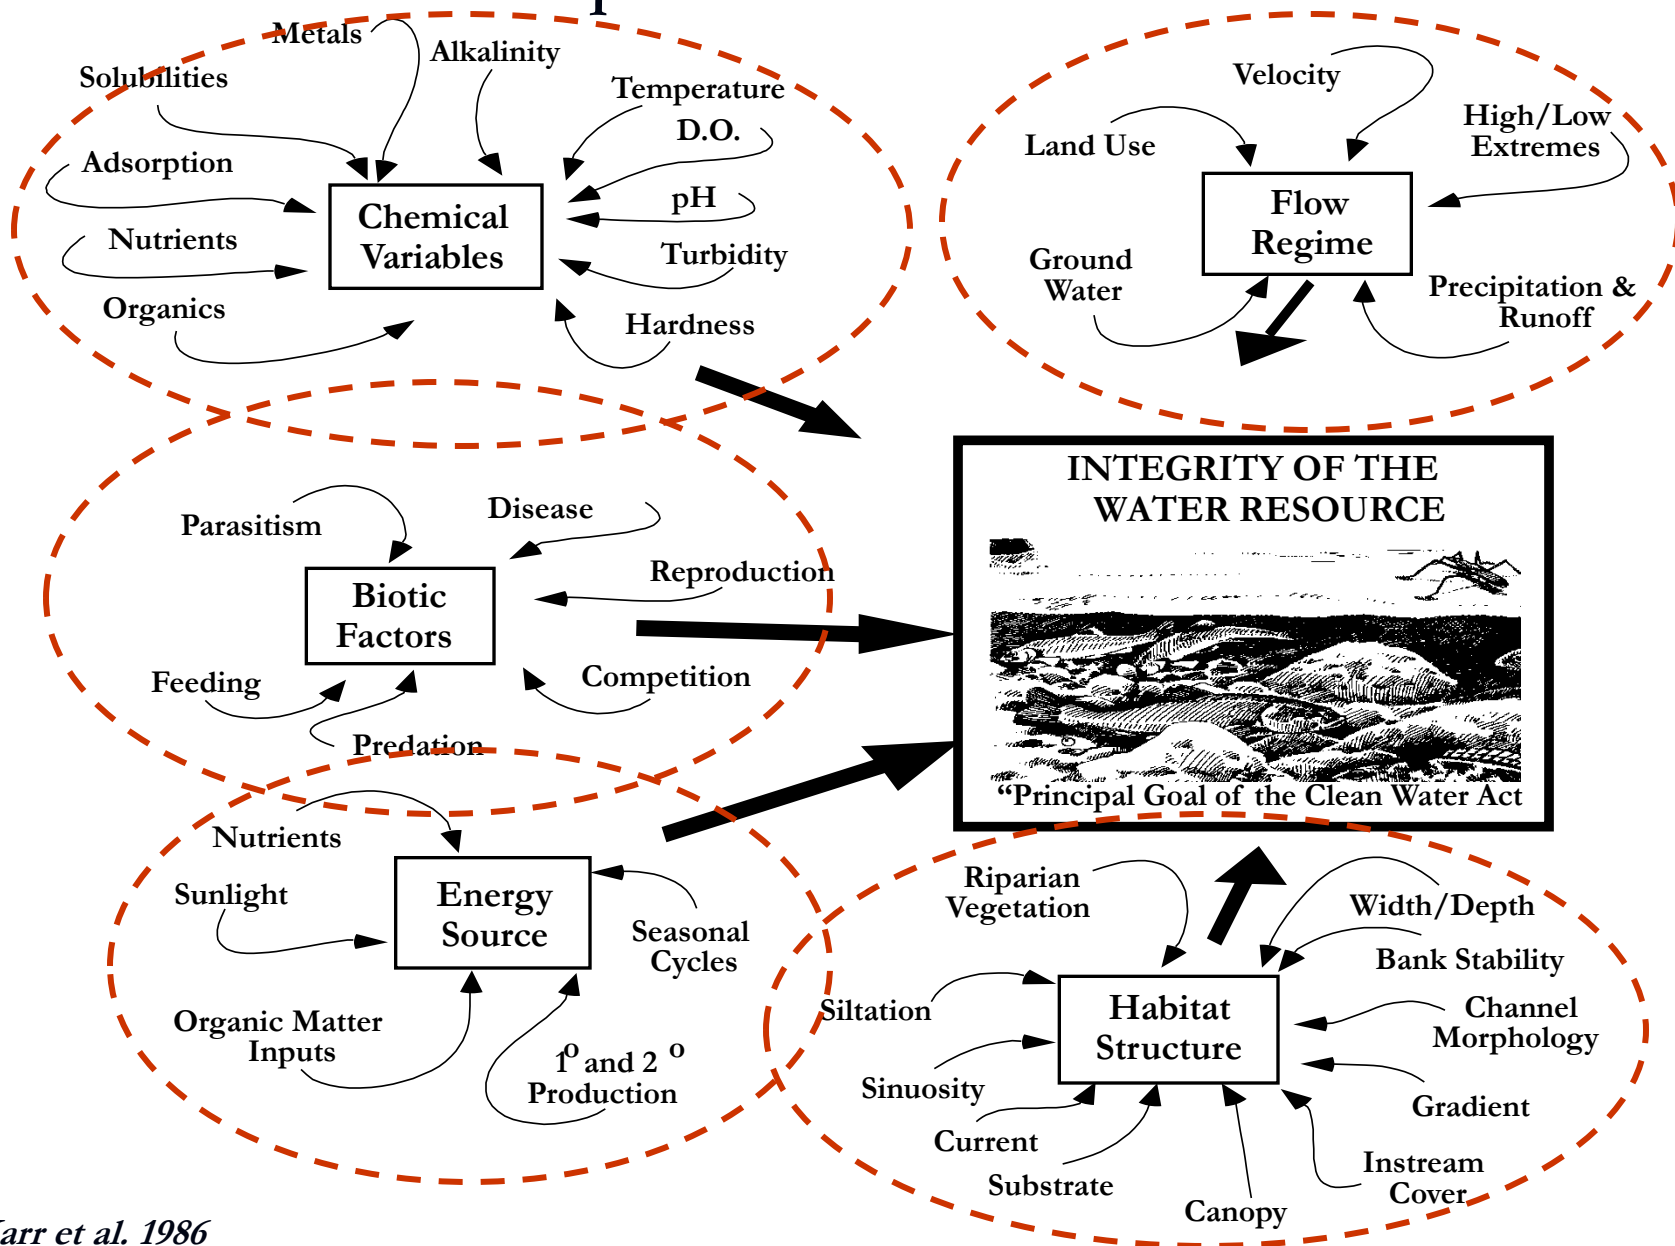 Metals
Alkalinity
Solubilities
Temperature
D.O.
Adsorption
pH
Chemical
Variables
Nutrients
Turbidity
Organics
Hardness
Velocity
High/Low
Extremes
Land Use
Flow
Regime
Ground
Water
Precipitation &
Runoff
Parasitism
Disease
Reproduction
Biotic
Factors
Feeding
Competition
Predation
INTEGRITY OF THE
WATER RESOURCE
“Principal Goal of the Clean Water Act
Nutrients
Sunlight
Energy
Source
Seasonal
Cycles
Organic Matter
Inputs
1º and 2 º
Production
Riparian
Vegetation
Width/Depth
Bank Stability
Siltation
Habitat
Structure
Channel
Morphology
Sinuosity
Gradient
Current
Substrate
Canopy
Instream
Cover
arr et al. 1986